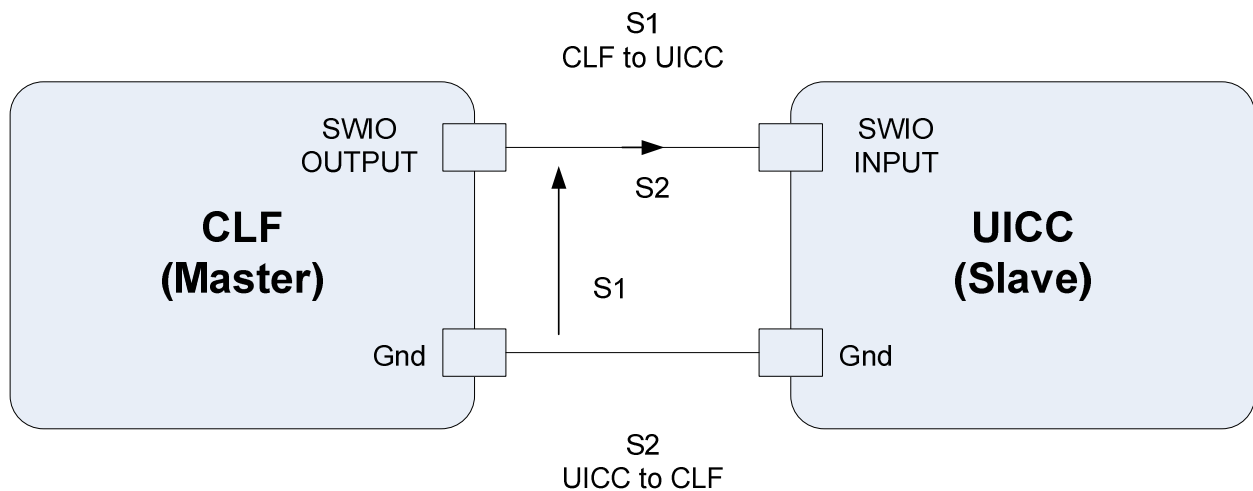 S1
CLF to UICC
SWIO
OUTPUT
SWIO
INPUT
S2
CLF
(Master)
UICC
(Slave)
S1
Gnd
Gnd
S2
UICC to CLF